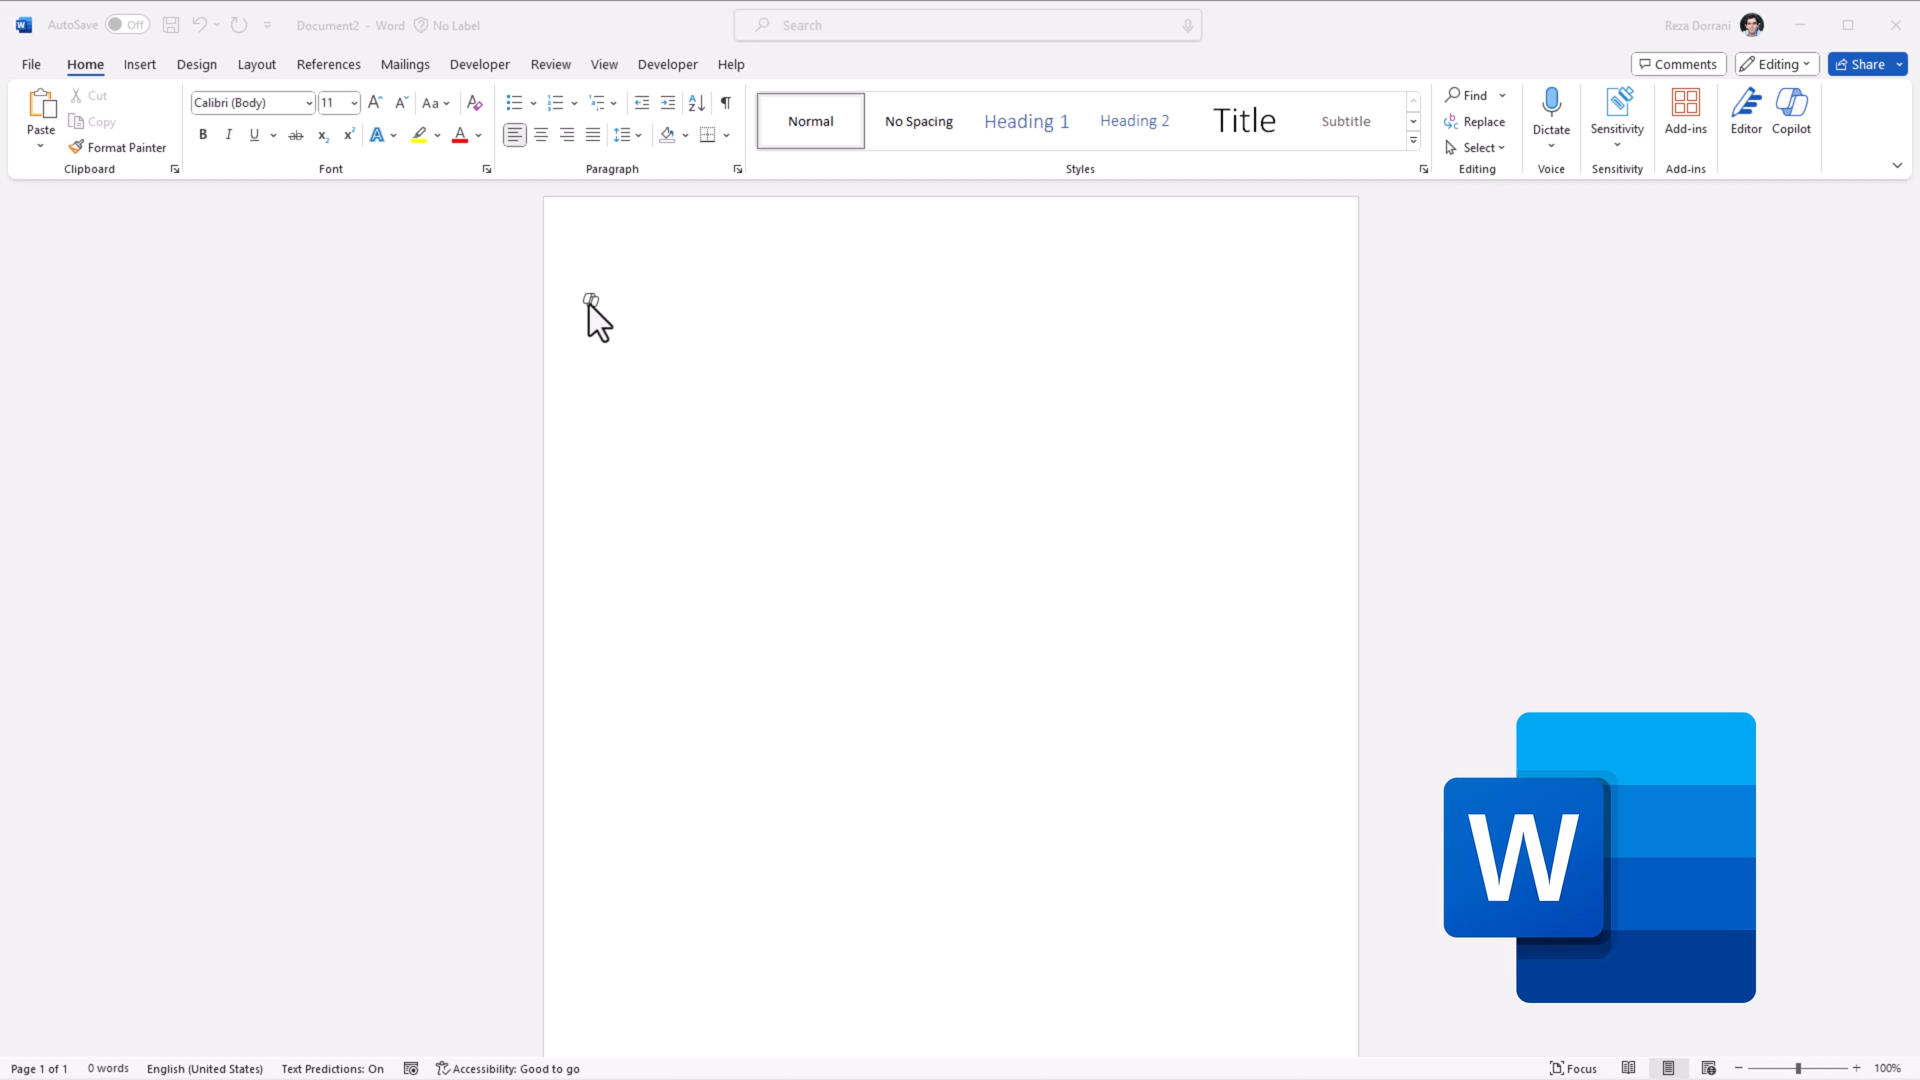 AutoSave Off Document2 - Word No Label Search Reza Dorrani
File Home Insert Design Layout References Mailings Developer Review View Developer Help Comments Editing Share
Paste Cut Copy Format Painter Clipboard
Calibri (Body) 11 Aa
B I U ab x₂ x² A A
Font
Paragraph
Normal No Spacing Heading 1 Heading 2 Title Subtitle
Styles
Find
Replace
Select
Editing
Dictate
Voice
Sensitivity
Sensitivity
Add-ins
Add-ins
Editor Copilot
W
Page 1 of 1 0 words English (United States) Text Predictions: On Accessibility: Good to go Focus 100%